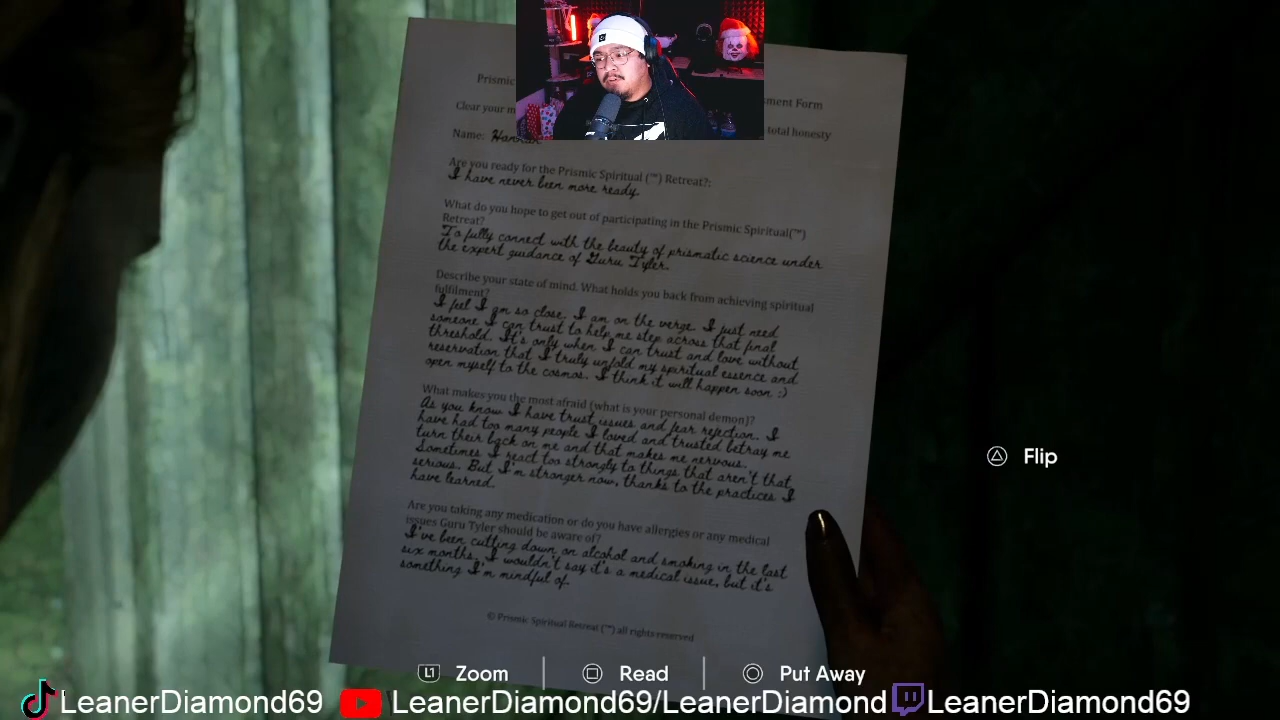 Prismic
sment Form
Clear your m
total honesty
Name: Hannah
Are you ready for the Prismic Spiritual (™) Retreat?:
I have never been more ready.
What do you hope to get out of participating in the Prismic Spiritual(™)
Retreat?
To fully connect with the beauty of prismatic science under
the expert guidance of Guru Tyler.
Describe your state of mind. What holds you back from achieving spiritual
fulfilment?
I feel I am so close. I am on the verge. I just need
someone I can trust to help me step across that final
threshold. It's only when I can trust and love without
reservation that I truly unfold my spiritual essence and
open myself to the cosmos. I think it will happen soon :)
What makes you the most afraid (what is your personal demon)?
As you know I have trust issues and fear rejection. I
have had too many people I loved and trusted betray me
turn their back on me and that makes me nervous.
Sometimes I react too strongly to things that aren't that
serious. But I'm stronger now, thanks to the practices I
have learned.
Are you taking any medication or do you have allergies or any medical
issues Guru Tyler should be aware of?
I've been cutting down on alcohol and smoking in the last
six months. I wouldn't say it's a medical issue, but it's
something I'm mindful of.
© Prismic Spiritual Retreat (™) all rights reserved
Flip
L1 Zoom
Read
Put Away
LeanerDiamond69
LeanerDiamond69/LeanerDiamond
LeanerDiamond69